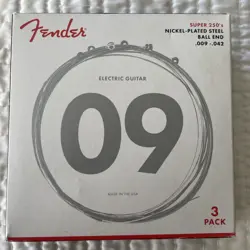 Fender
SUPER 250's
NICKEL-PLATED STEEL
BALL END
.009 - .042
ELECTRIC GUITAR
09
MADE IN THE USA
3
PACK